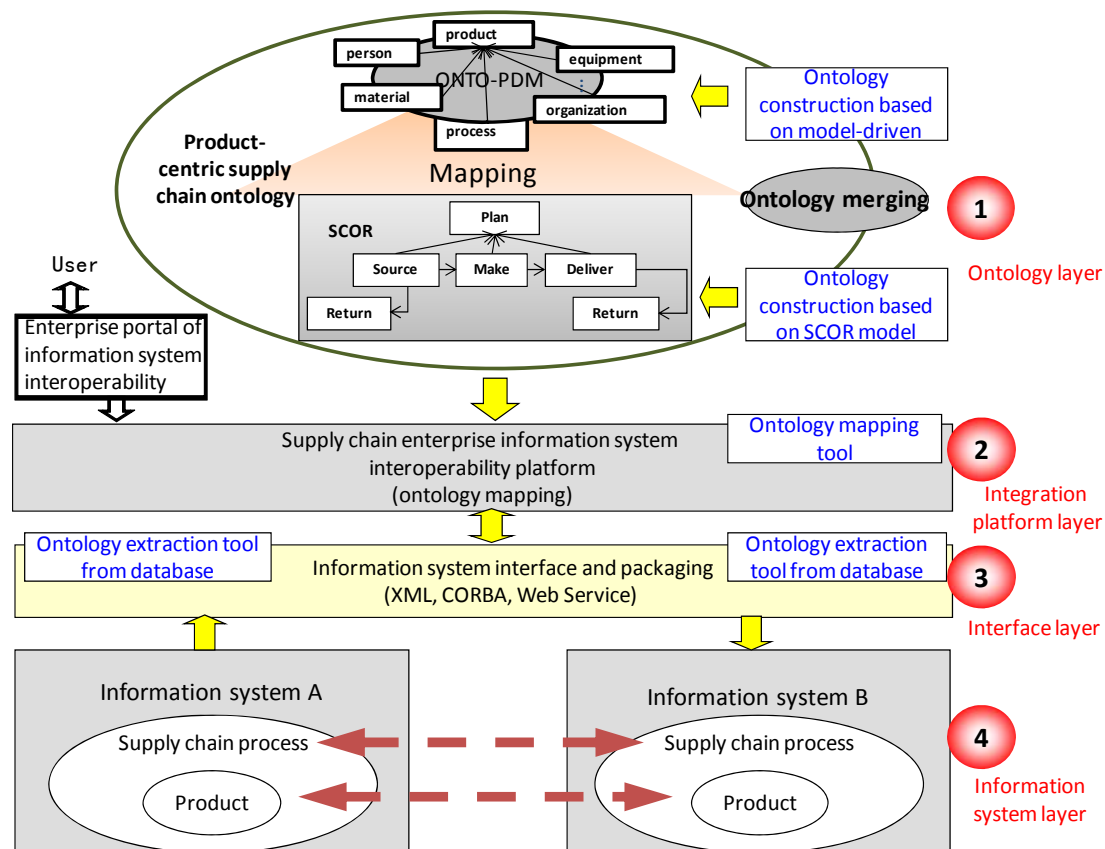 product
person
equipment
ONTO-PDM
material
organization
process
Ontology
construction based
on model-driven
Product-
centric supply
chain ontology
Mapping
Ontology merging
1
Ontology layer
SCOR
Plan
Source
Make
Deliver
Return
Return
Ontology
construction based
on SCOR model
User
Enterprise portal of
information system
interoperability
Supply chain enterprise information system
interoperability platform
(ontology mapping)
Ontology mapping
tool
2
Integration
platform layer
Ontology extraction tool
from database
Information system interface and packaging
(XML, CORBA, Web Service)
Ontology extraction
tool from database
3
Interface layer
Information system A
Supply chain process
Product
Information system B
Supply chain process
Product
4
Information
system layer